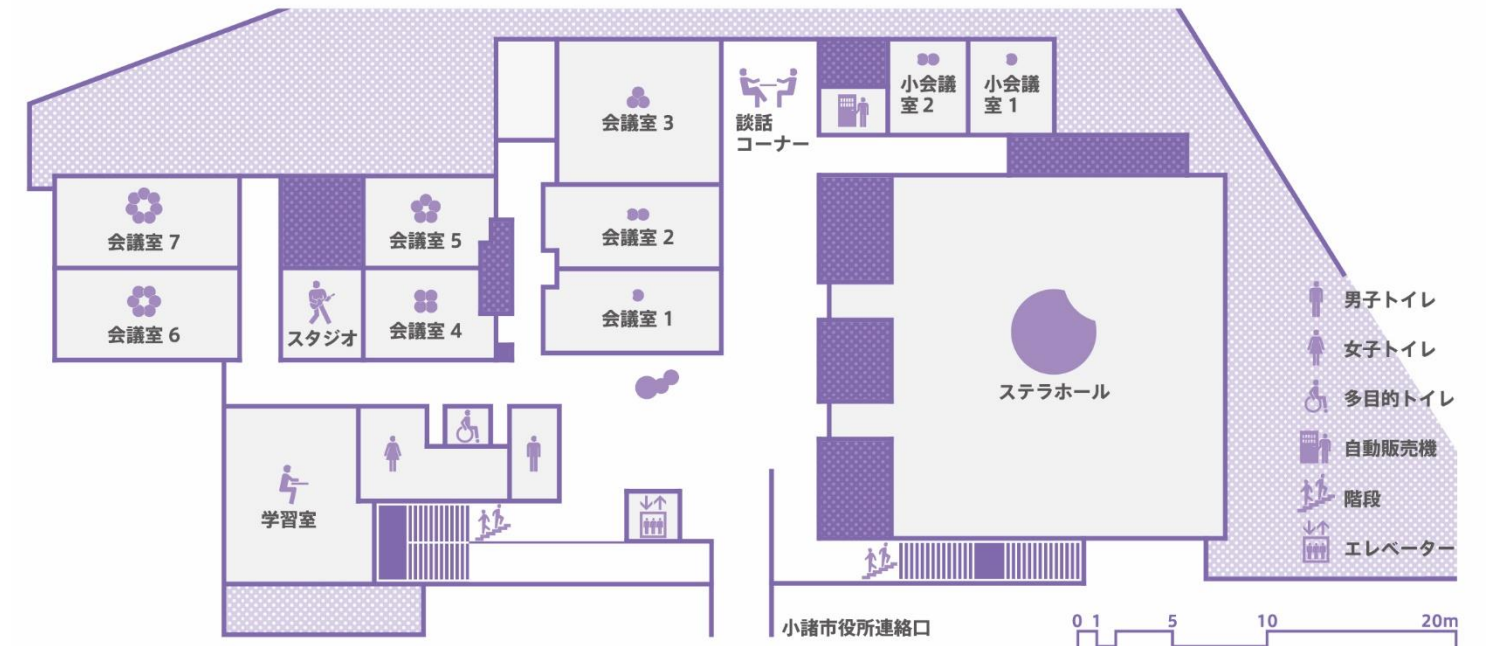 会議室 3
談話
コーナー
小会議
室 2
小会議
室 1
会議室 7
会議室 5
会議室 2
会議室 6
スタジオ
会議室 4
会議室 1
ステラホール
学習室
男子トイレ
女子トイレ
多目的トイレ
自動販売機
階段
エレベーター
小諸市役所連絡口
0 1 5 10 20m